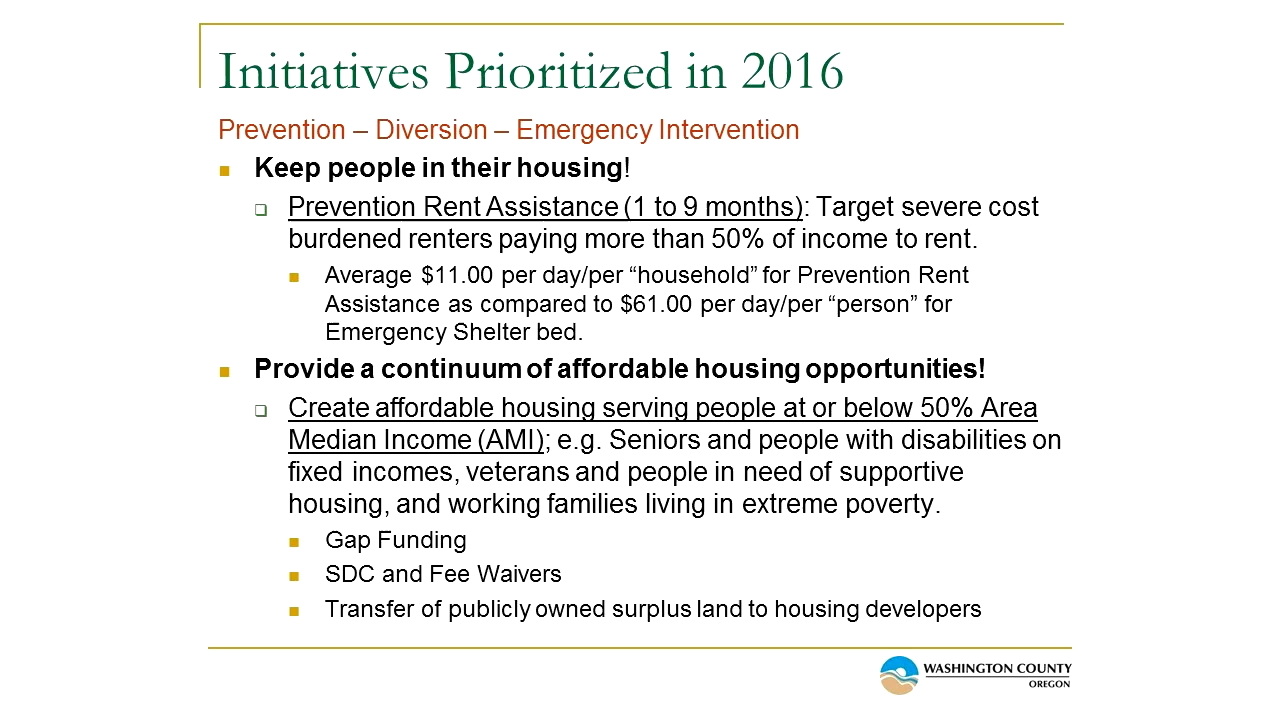 Initiatives Prioritized in 2016
Prevention – Diversion – Emergency Intervention
Keep people in their housing!
Prevention Rent Assistance (1 to 9 months): Target severe cost
burdened renters paying more than 50% of income to rent.
Average $11.00 per day/per “household” for Prevention Rent
Assistance as compared to $61.00 per day/per “person” for
Emergency Shelter bed.
Provide a continuum of affordable housing opportunities!
Create affordable housing serving people at or below 50% Area
Median Income (AMI); e.g. Seniors and people with disabilities on
fixed incomes, veterans and people in need of supportive
housing, and working families living in extreme poverty.
Gap Funding
SDC and Fee Waivers
Transfer of publicly owned surplus land to housing developers
WASHINGTON COUNTY
OREGON